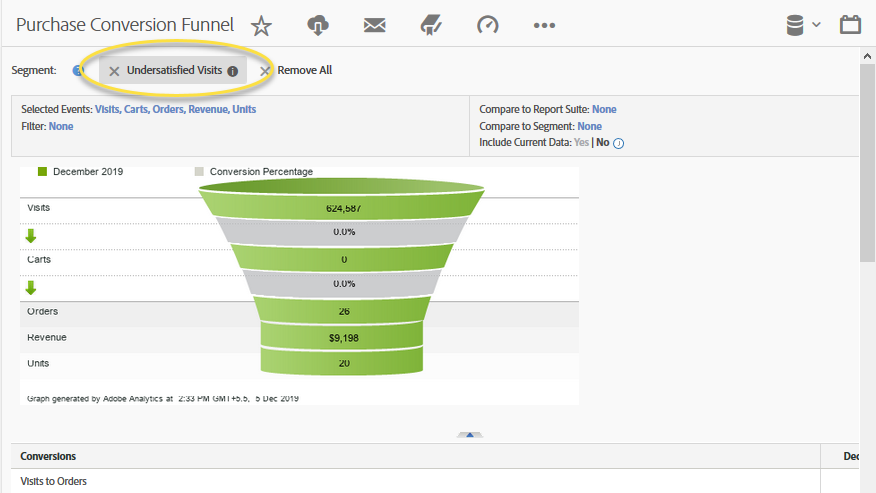 Purchase Conversion Funnel
Segment: Undersatisfied Visits Remove All
Selected Events: Visits, Carts, Orders, Revenue, Units
Filter: None
Compare to Report Suite: None
Compare to Segment: None
Include Current Data: Yes | No
December 2019 Conversion Percentage
Visits 624,587
0.0%
Carts 0
0.0%
Orders 26
Revenue $9,198
Units 20
Graph generated by Adobe Analytics at 2:33 PM GMT+5.5, 5 Dec 2019
Conversions Dec
Visits to Orders